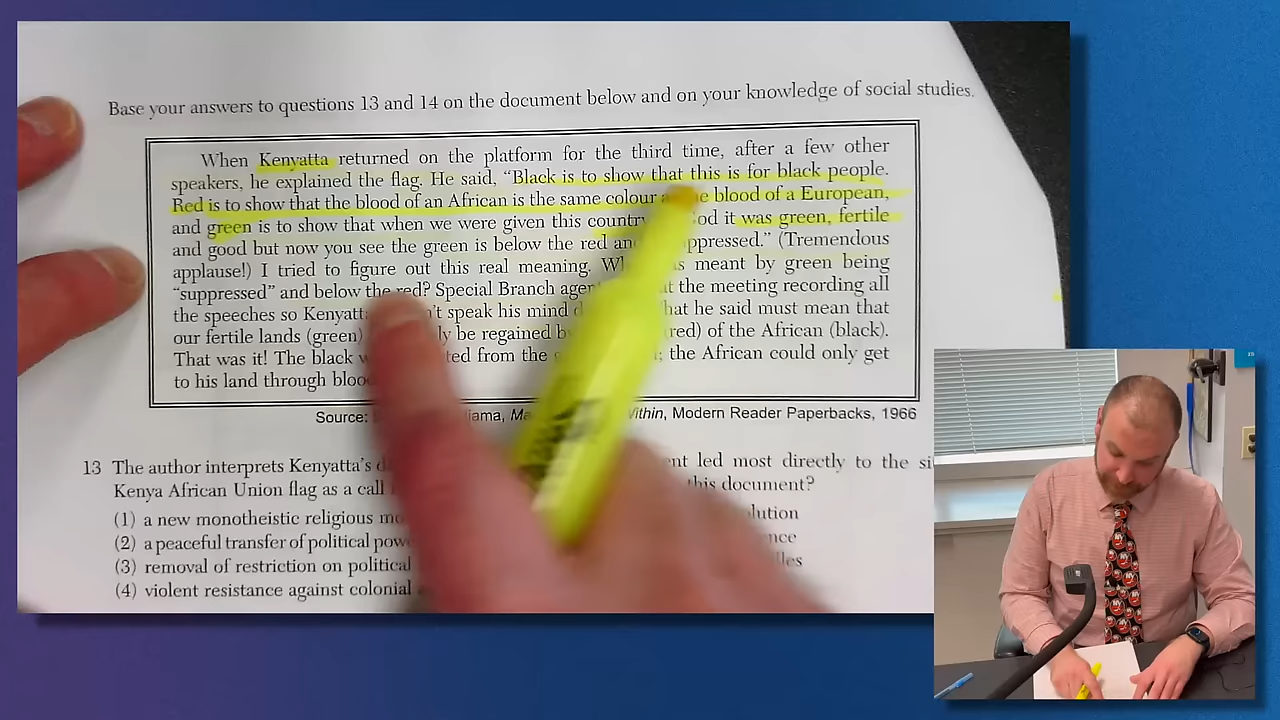 Base your answers to questions 13 and 14 on the document below and on your knowledge of social studies.
When Kenyatta returned on the platform for the third time, after a few other
speakers, he explained the flag. He said, “Black is to show that this is for black people.
Red is to show that the blood of an African is the same colour blood of a European,
and green is to show that when we were given this country it was green, fertile
and good but now you see the green is below the red suppressed.” (Tremendous
applause!) I tried to figure out this real meaning. meant by green being
“suppressed” and below the red? Special Branch the meeting recording all
the speeches so speak his mind he said must mean that
our fertile lands (green) be regained (red) of the African (black).
That was it! The black from the the African could only get
to his land through
Source: Modern Reader Paperbacks, 1966
13 The author interprets Kenyatta’s
Kenya African Union flag as a call
(1) a new monotheistic religious
(2) a peaceful transfer of political
(3) removal of restriction on political
(4) violent resistance against colonial
led most directly to the
this document?